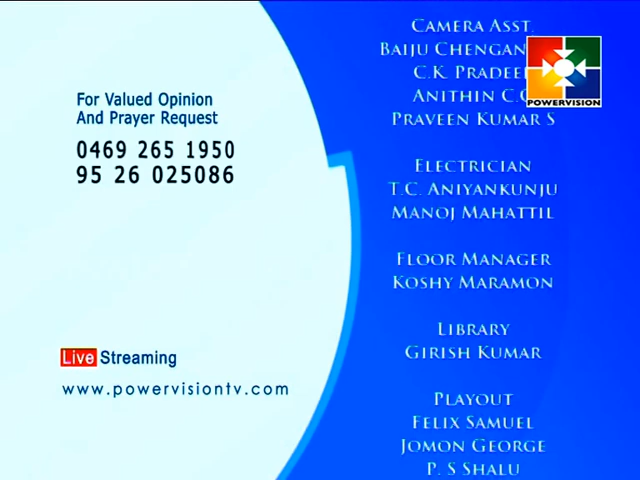 For Valued Opinion
And Prayer Request
0469 265 1950
95 26 025086
Live Streaming
www.powervisiontv.com
CAMERA ASST.
BAIJU
C.K.
ANITHIN
PRAVEEN KUMAR S
ELECTRICIAN
T.C. ANIYANKUNJU
MANOJ MAHATTIL
FLOOR MANAGER
KOSHY MARAMON
LIBRARY
GIRISH KUMAR
PLAYOUT
FELIX SAMUEL
JOMON GEORGE
P. S SHALU
POWERVISION